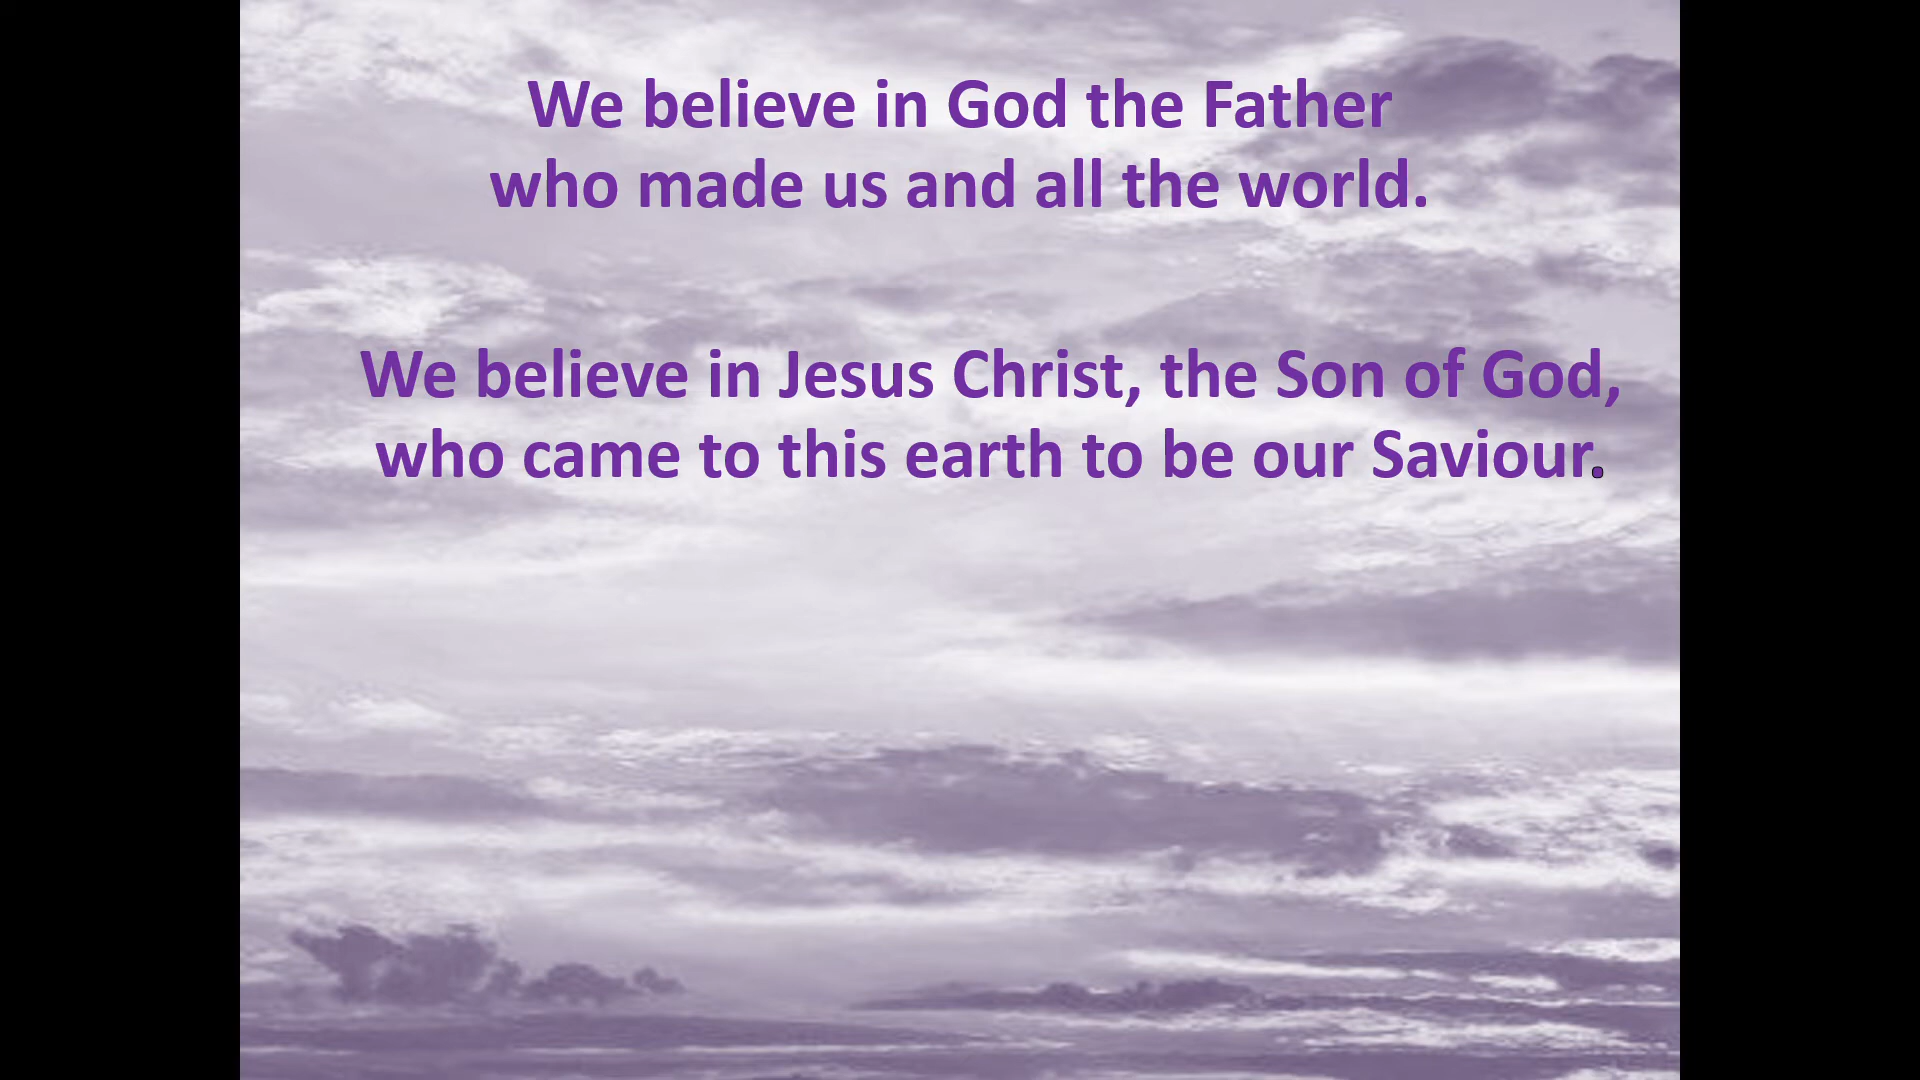 We believe in God the Father
who made us and all the world.
We believe in Jesus Christ, the Son of God,
who came to this earth to be our Saviour.